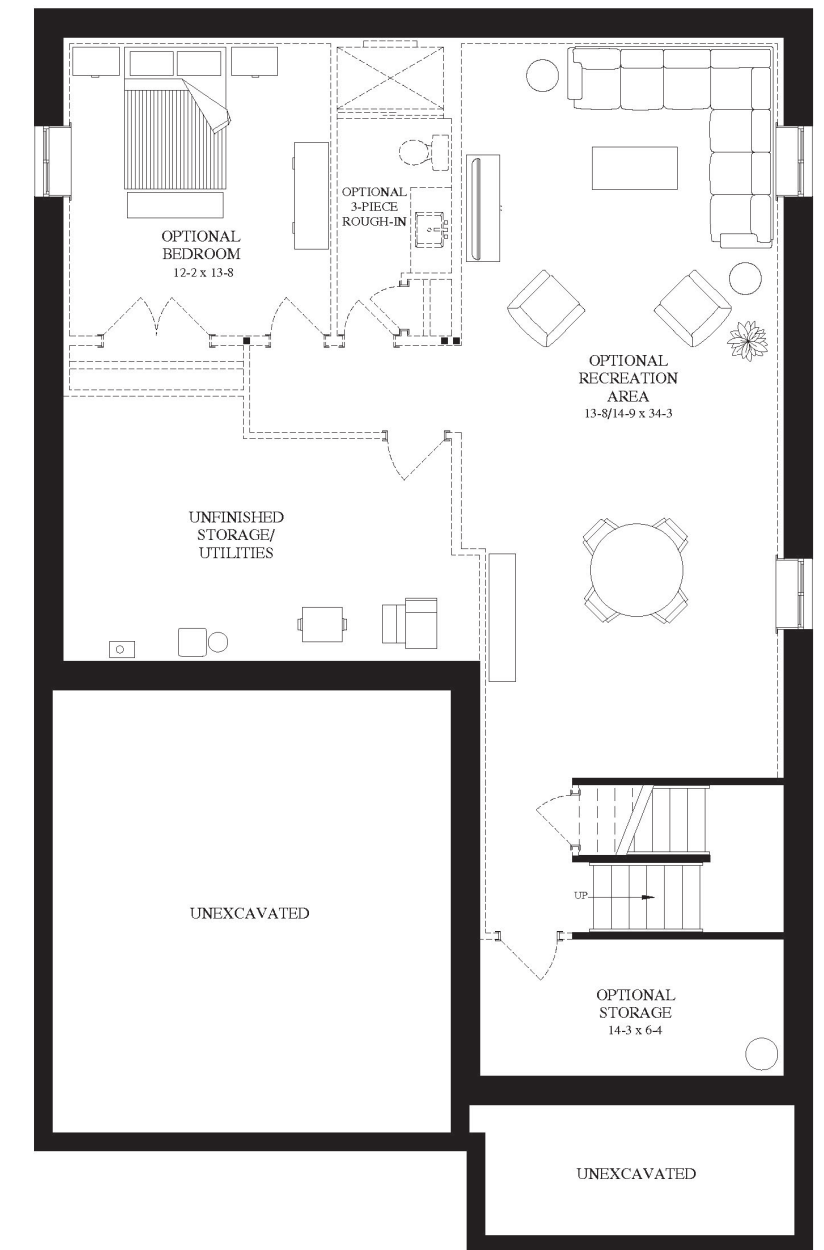 OPTIONAL
BEDROOM
12-2 x 13-8
OPTIONAL
3-PIECE
ROUGH-IN
OPTIONAL
RECREATION
AREA
13-8/14-9 x 34-3
UNFINISHED
STORAGE/
UTILITIES
UNEXCAVATED
UP
OPTIONAL
STORAGE
14-3 x 6-4
UNEXCAVATED